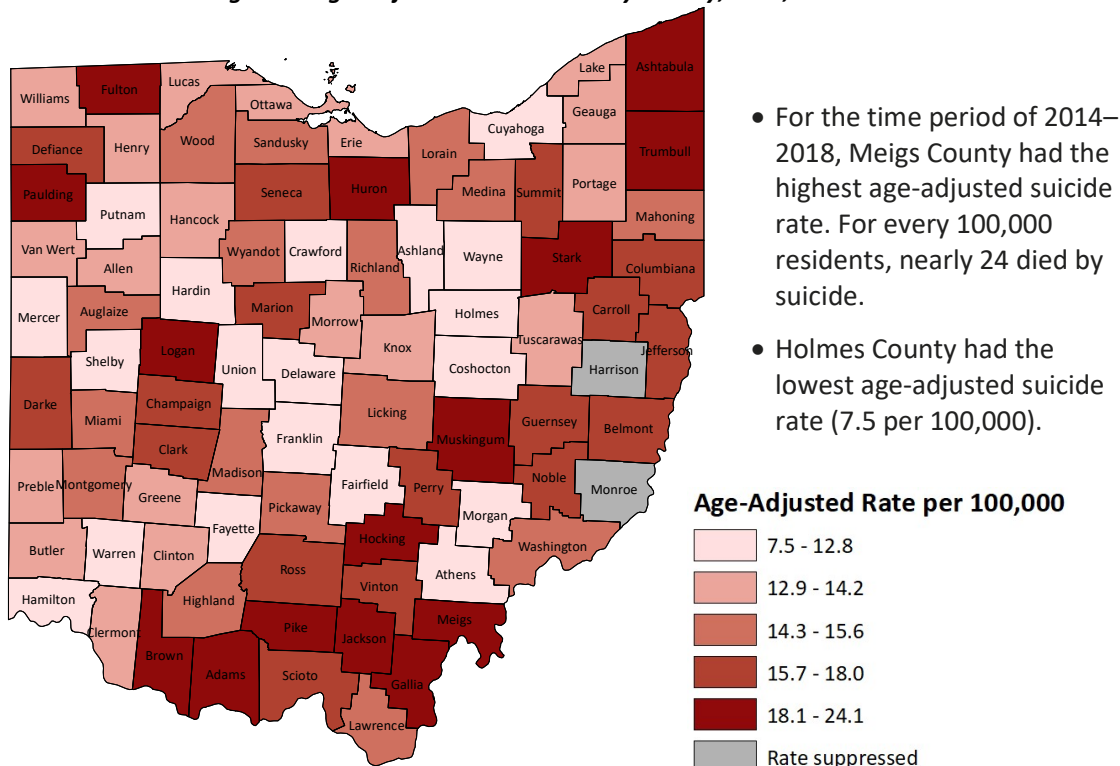 Williams
Fulton
Lucas
Ottawa
Lake
Ashtabula
Geauga
Cuyahoga
Defiance
Henry
Wood
Sandusky
Erie
Lorain
Trumbull
Paulding
Seneca
Huron
Medina
Summit
Portage
Putnam
Hancock
Mahoning
Van Wert
Allen
Wyandot
Crawford
Richland
Ashland
Wayne
Stark
Columbiana
Hardin
Mercer
Auglaize
Marion
Morrow
Holmes
Carroll
Knox
Tuscarawas
Jefferson
Shelby
Logan
Union
Delaware
Coshocton
Harrison
Darke
Champaign
Miami
Licking
Muskingum
Guernsey
Belmont
Clark
Franklin
Madison
Preble
Montgomery
Greene
Fairfield
Perry
Noble
Monroe
Pickaway
Fayette
Morgan
Butler
Warren
Clinton
Hocking
Washington
Ross
Athens
Hamilton
Highland
Vinton
Clermont
Pike
Jackson
Meigs
Brown
Adams
Scioto
Gallia
Lawrence
• For the time period of 2014–
2018, Meigs County had the
highest age-adjusted suicide
rate. For every 100,000
residents, nearly 24 died by
suicide.
• Holmes County had the
lowest age-adjusted suicide
rate (7.5 per 100,000).
Age-Adjusted Rate per 100,000
7.5 - 12.8
12.9 - 14.2
14.3 - 15.6
15.7 - 18.0
18.1 - 24.1
Rate suppressed